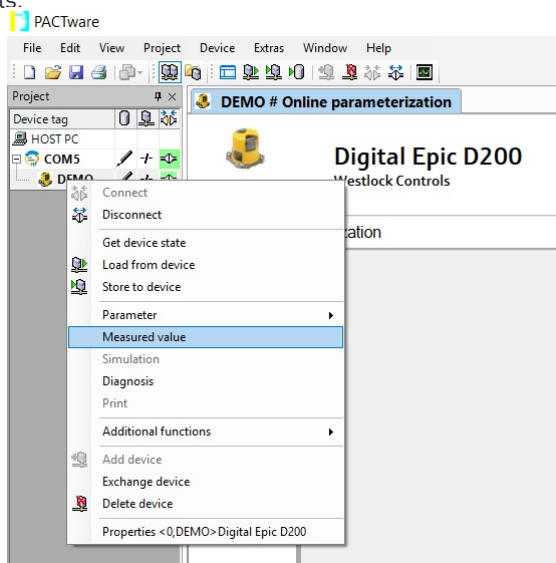 ts.
PACTware
File Edit View Project Device Extras Window Help
Project
DEMO # Online parameterization
Device tag
HOST PC
COM5
DEMO
Digital Epic D200
Westlock Controls
Connect
Disconnect
Get device state
Load from device
Store to device
Parameter
Measured value
Simulation
Diagnosis
Print
Additional functions
Add device
Exchange device
Delete device
Properties <0,DEMO>Digital Epic D200